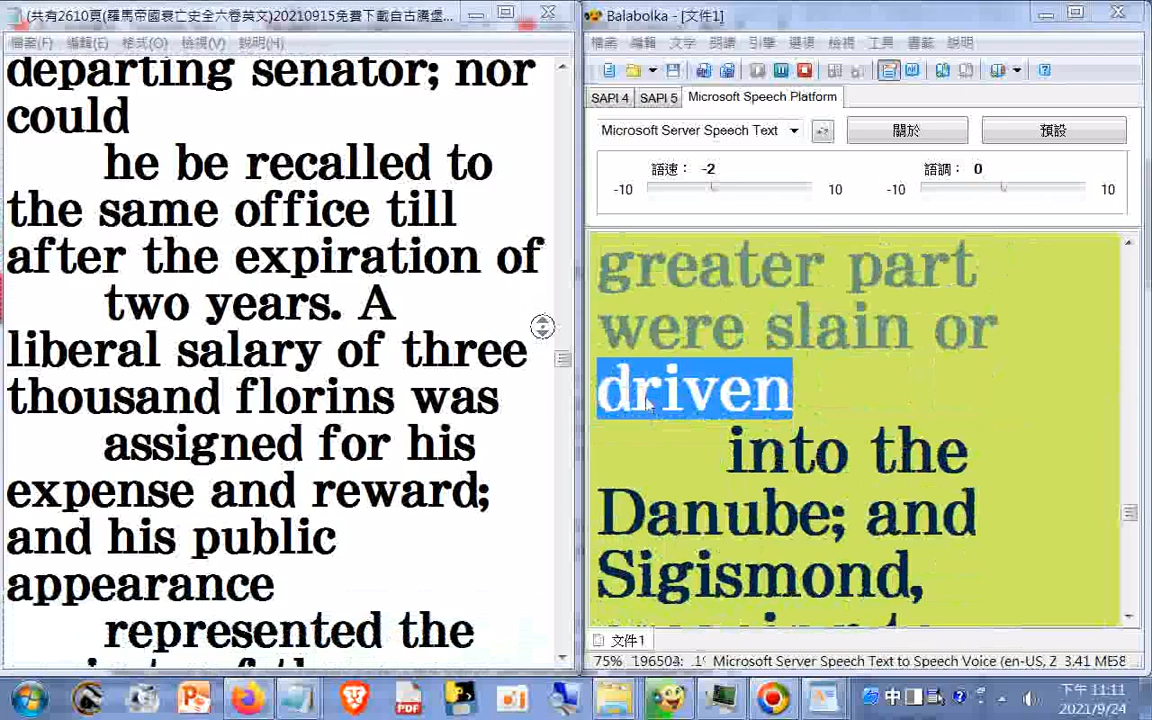 (共有2610頁(羅馬帝國衰亡史全六卷英文)20210915免費下載自古騰堡...
檔案(F) 編輯(E) 格式(O) 檢視(V) 說明(H)
departing senator; nor
could
he be recalled to
the same office till
after the expiration of
two years. A
liberal salary of three
thousand florins was
assigned for his
expense and reward;
and his public
appearance
represented the
Balabolka - [文件1]
檔案 編輯 文字 朗讀 引擎 選項 檢視 工具 書籤 說明
SAPI 4 SAPI 5 Microsoft Speech Platform
Microsoft Server Speech Text 關於 預設
語速： -2 語調： 0
-10 10 -10 10
greater part
were slain or
driven
into the
Danube; and
Sigismond,
文件1
75% Microsoft Server Speech Text to Speech Voice (en-US, Z 3.41 ME58
PDF 中 下午 11:11
2021/9/24